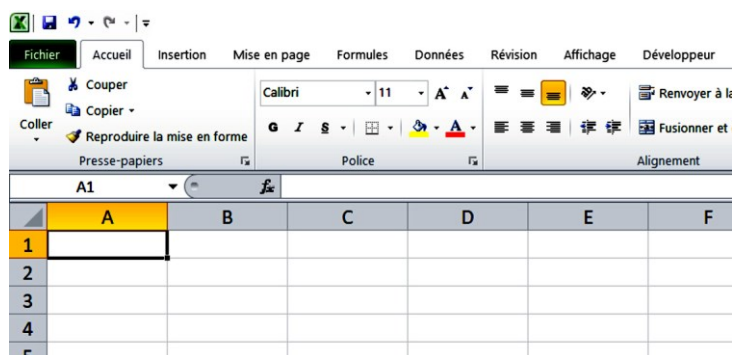 Fichier Accueil Insertion Mise en page Formules Données Révision Affichage Développeur
Couper
Copier
Coller
Reproduire la mise en forme
Presse-papiers
Calibri 11 A A
G I S A
Police
Renvoyer à la
Fusionner et
Alignement
A1 fx
A B C D E F
1
2
3
4
5